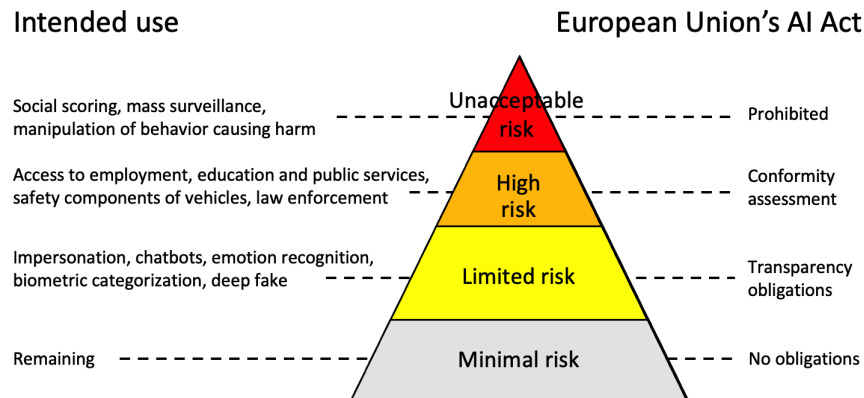 Intended use
European Union's AI Act
Social scoring, mass surveillance,
manipulation of behavior causing harm
Unacceptable
risk
Prohibited
Access to employment, education and public services,
safety components of vehicles, law enforcement
High
risk
Conformity
assessment
Impersonation, chatbots, emotion recognition,
biometric categorization, deep fake
Limited risk
Transparency
obligations
Remaining
Minimal risk
No obligations